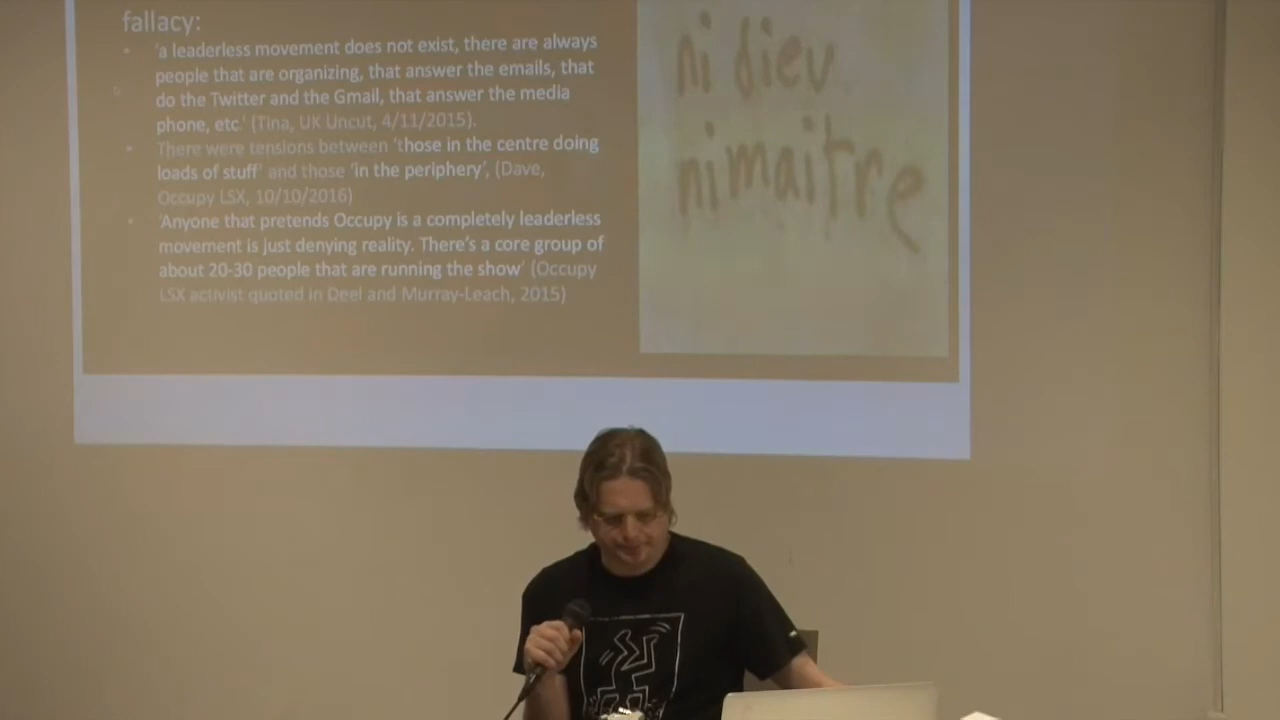 fallacy:
• 'a leaderless movement does not exist, there are always
people that are organizing, that answer the emails, that
do the Twitter and the Gmail, that answer the media
phone, etc.' (Tina, UK Uncut, 4/11/2015).
• There were tensions between 'those in the centre doing
loads of stuff' and those 'in the periphery', (Dave,
Occupy LSX, 10/10/2016)
• 'Anyone that pretends Occupy is a completely leaderless
movement is just denying reality. There's a core group of
about 20-30 people that are running the show' (Occupy
LSX activist quoted in Deel and Murray-Leach, 2015)
ni dieu
ni maitre